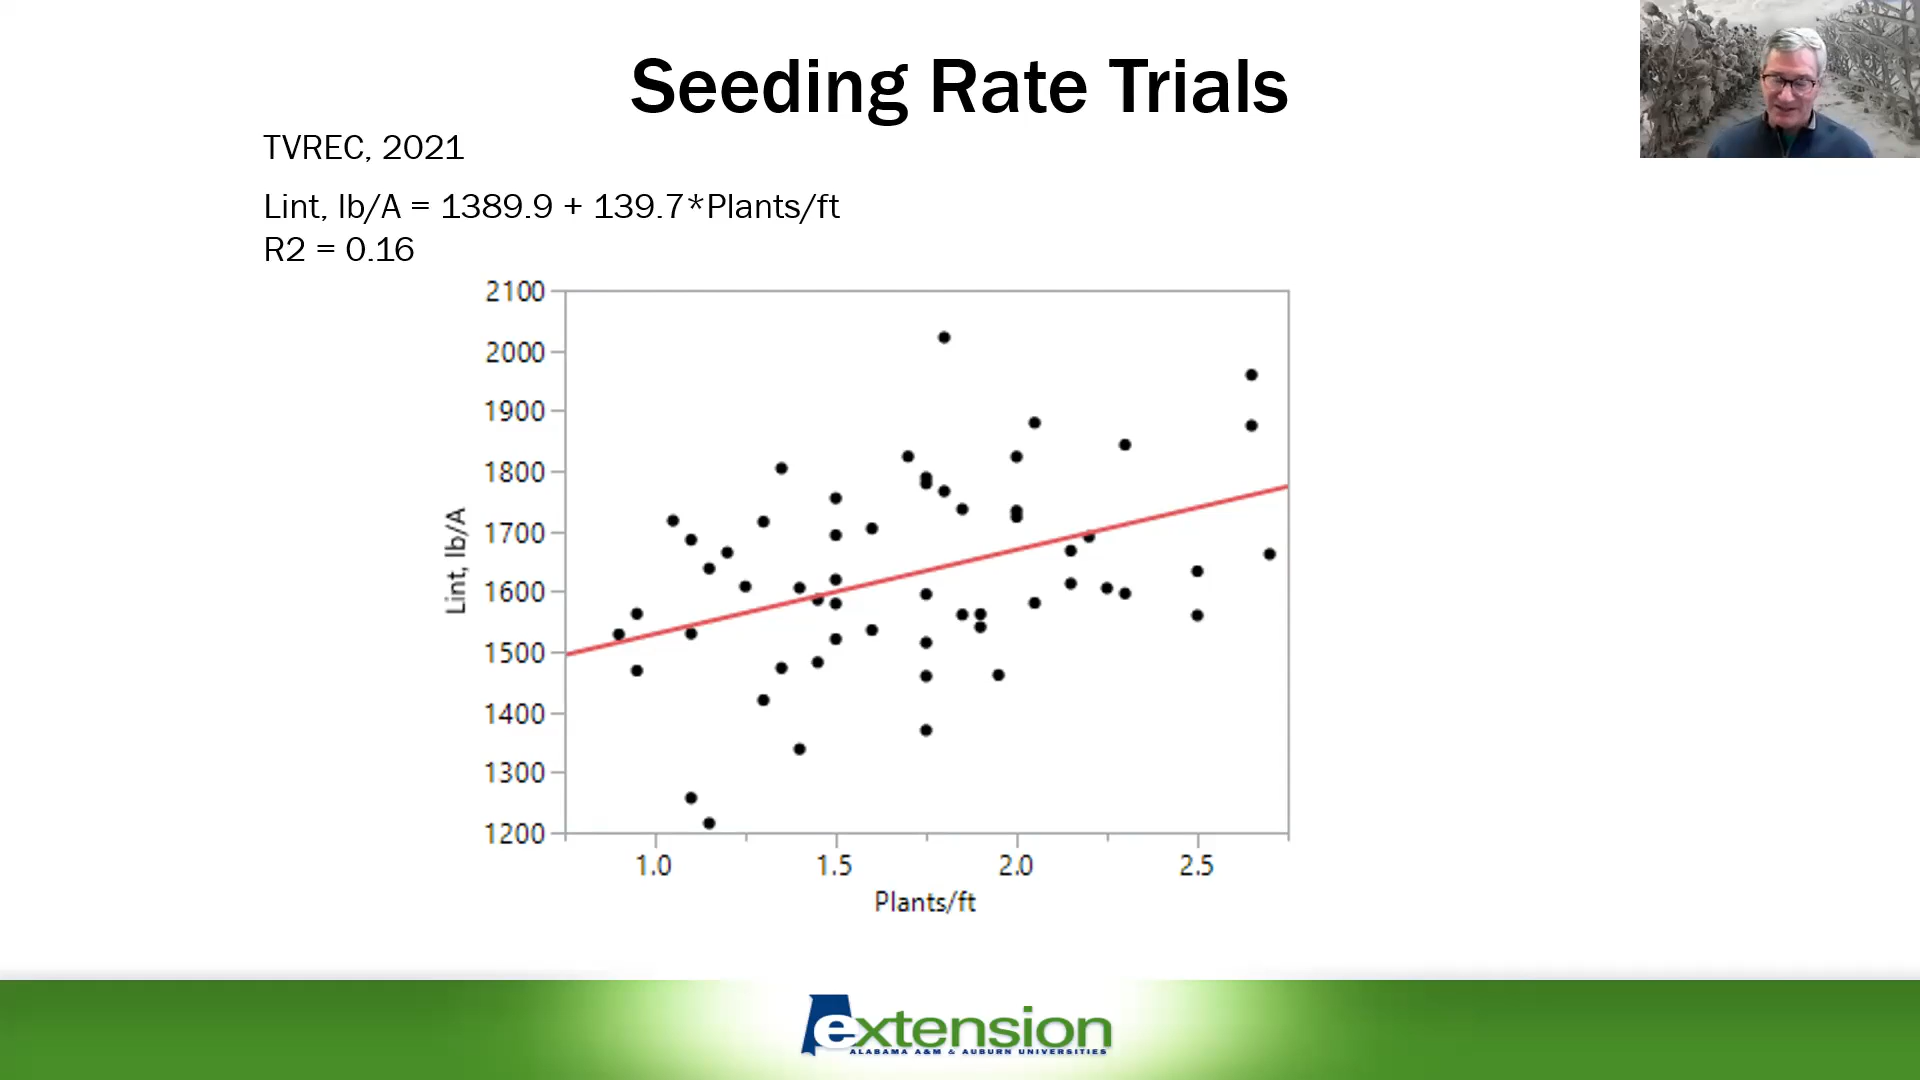 Seeding Rate Trials
TVREC, 2021
Lint, lb/A = 1389.9 + 139.7*Plants/ft
R2 = 0.16
2100
2000
1900
1800
1700
1600
1500
1400
1300
1200
Lint, lb/A
1.0 1.5 2.0 2.5
Plants/ft
extension
ALABAMA A&M & AUBURN UNIVERSITIES